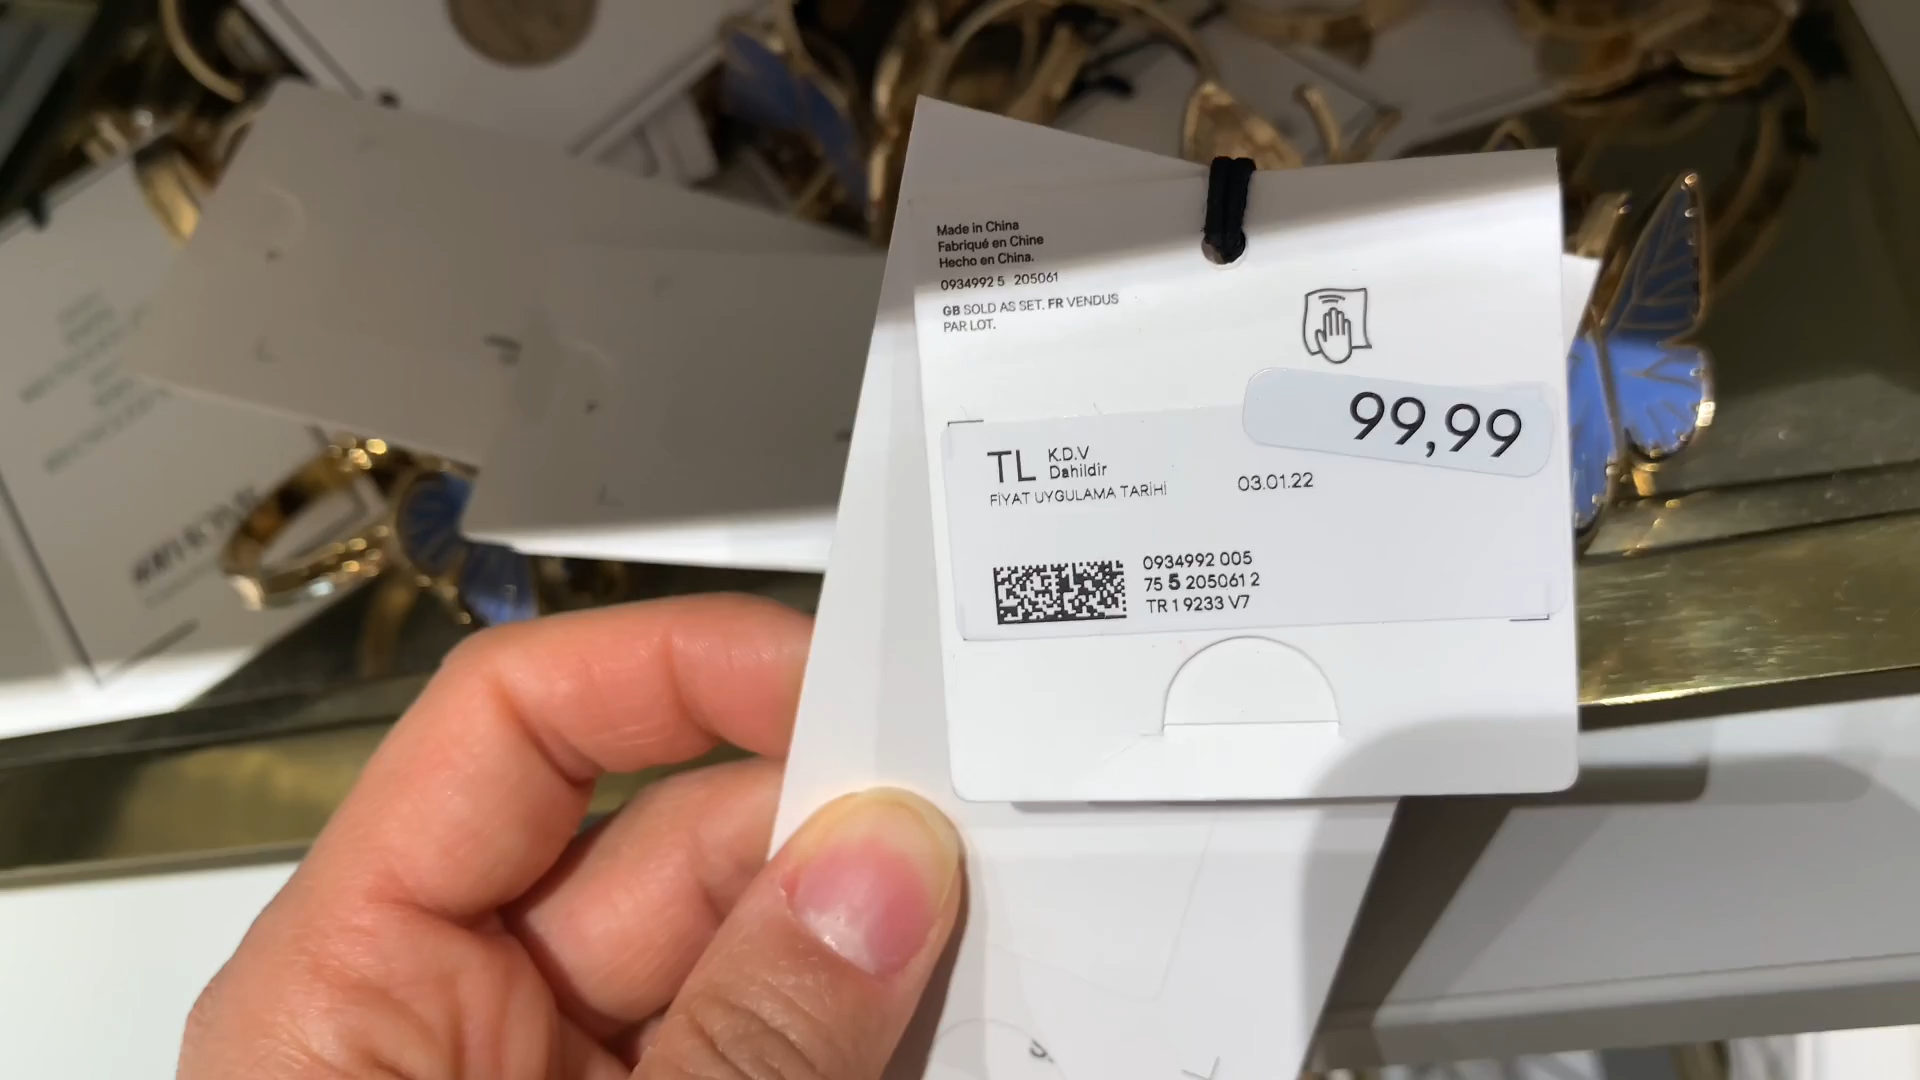 Made in China
Fabriqué en Chine
Hecho en China.
0934992 5 205061
GB SOLD AS SET. FR VENDUS
PAR LOT.
99,99
TL K.D.V
Dahildir
FİYAT UYGULAMA TARİHİ 03.01.22
0934992 005
75 5 205061 2
TR 1 9233 V7